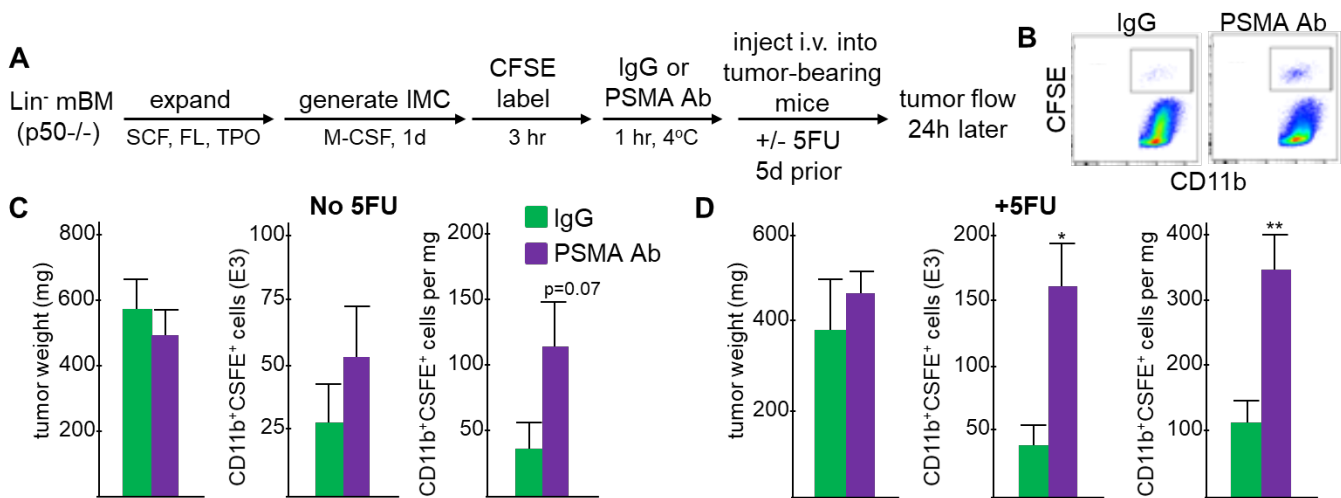 A
Lin⁻ mBM
(p50-/-)
expand
SCF, FL, TPO
generate IMC
M-CSF, 1d
CFSE
label
3 hr
IgG or
PSMA Ab
1 hr, 4ºC
inject i.v. into
tumor-bearing
mice
+/- 5FU
5d prior
tumor flow
24h later
B
IgG
PSMA Ab
CFSE
CD11b
C
No 5FU
IgG
PSMA Ab
tumor weight (mg)
800
600
400
200
CD11b⁺CSFE⁺ cells (E3)
100
75
50
25
CD11b⁺CSFE⁺ cells per mg
200
150
100
50
p=0.07
D
+5FU
tumor weight (mg)
600
400
200
CD11b⁺CSFE⁺ cells (E3)
200
150
100
50
*
CD11b⁺CSFE⁺ cells per mg
400
300
200
100
**